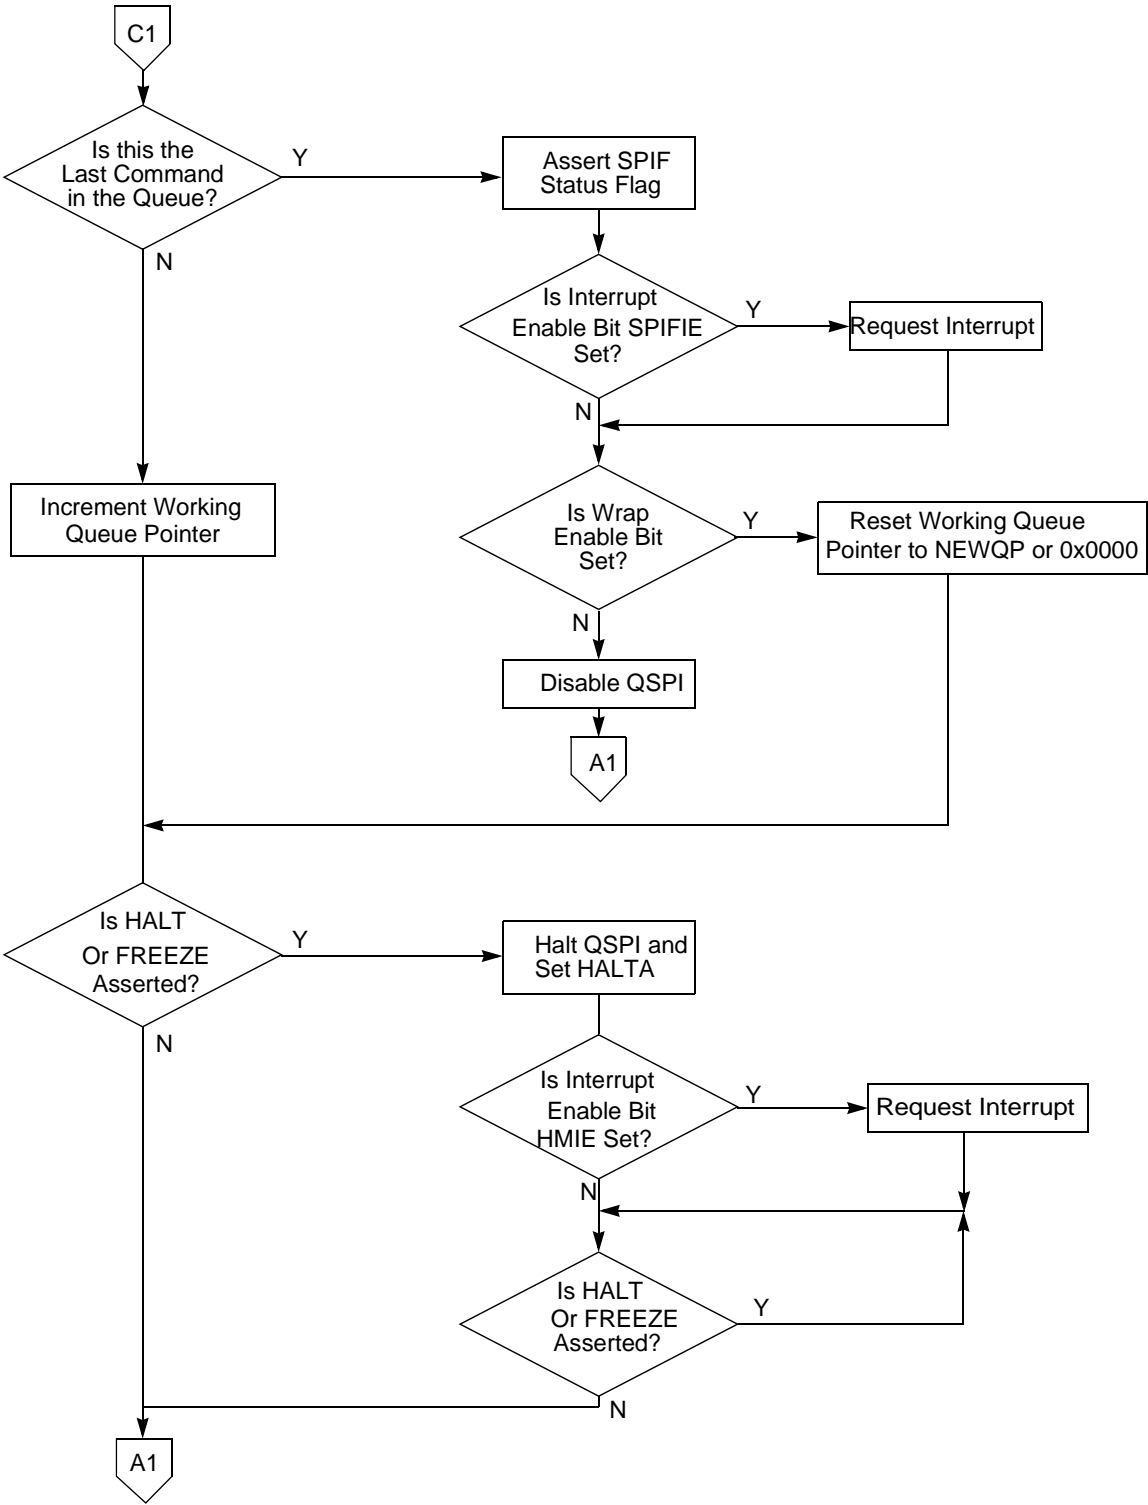 C1
Is this the
Last Command
in the Queue?
Y
N
Assert SPIF
Status Flag
Is Interrupt
Enable Bit SPIFIE
Set?
Y
Request Interrupt
N
Increment Working
Queue Pointer
Is Wrap
Enable Bit
Set?
Y
Reset Working Queue
Pointer to NEWQP or 0x0000
N
Disable QSPI
A1
Is HALT
Or FREEZE
Asserted?
Y
N
Halt QSPI and
Set HALTA
Is Interrupt
Enable Bit
HMIE Set?
Y
Request Interrupt
N
Is HALT
Or FREEZE
Asserted?
Y
N
A1